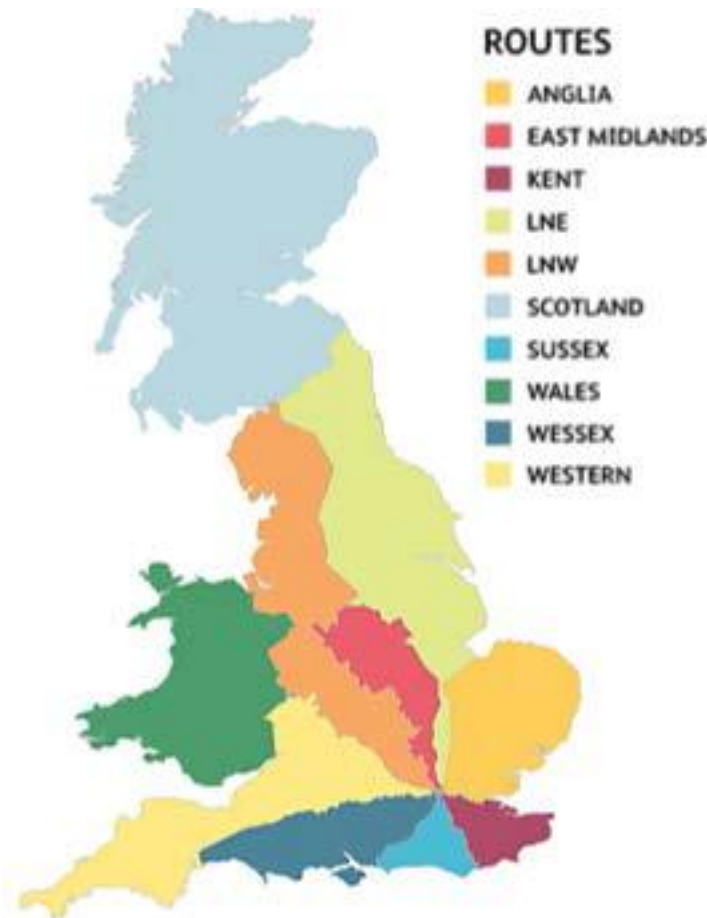 ROUTES
ANGLIA
EAST MIDLANDS
KENT
LNE
LNW
SCOTLAND
SUSSEX
WALES
WESSEX
WESTERN